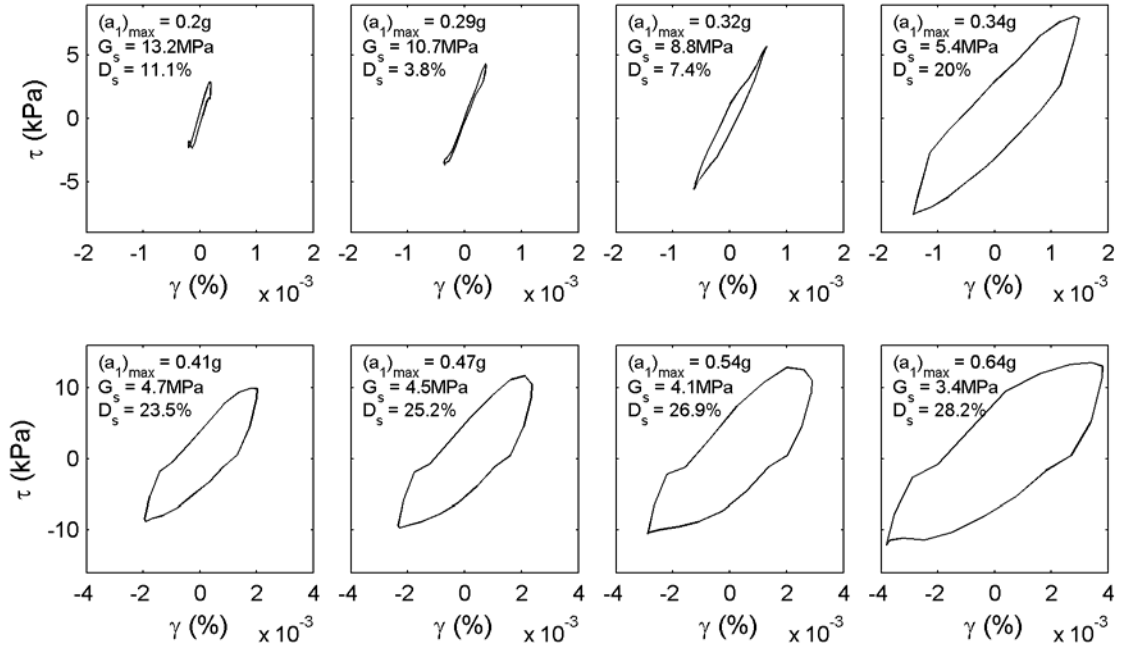 (a₁)max = 0.2g
Gₛ = 13.2MPa
Dₛ = 11.1%
(a₁)max = 0.29g
Gₛ = 10.7MPa
Dₛ = 3.8%
(a₁)max = 0.32g
Gₛ = 8.8MPa
Dₛ = 7.4%
(a₁)max = 0.34g
Gₛ = 5.4MPa
Dₛ = 20%
5
0
-5
τ (kPa)
-2 -1 0 1 2
-2 -1 0 1 2
-2 -1 0 1 2
-2 -1 0 1 2
γ (%) x 10⁻³
γ (%) x 10⁻³
γ (%) x 10⁻³
γ (%) x 10⁻³
(a₁)max = 0.41g
Gₛ = 4.7MPa
Dₛ = 23.5%
(a₁)max = 0.47g
Gₛ = 4.5MPa
Dₛ = 25.2%
(a₁)max = 0.54g
Gₛ = 4.1MPa
Dₛ = 26.9%
(a₁)max = 0.64g
Gₛ = 3.4MPa
Dₛ = 28.2%
10
0
-10
τ (kPa)
-4 -2 0 2 4
-4 -2 0 2 4
-4 -2 0 2 4
-4 -2 0 2 4
γ (%) x 10⁻³
γ (%) x 10⁻³
γ (%) x 10⁻³
γ (%) x 10⁻³